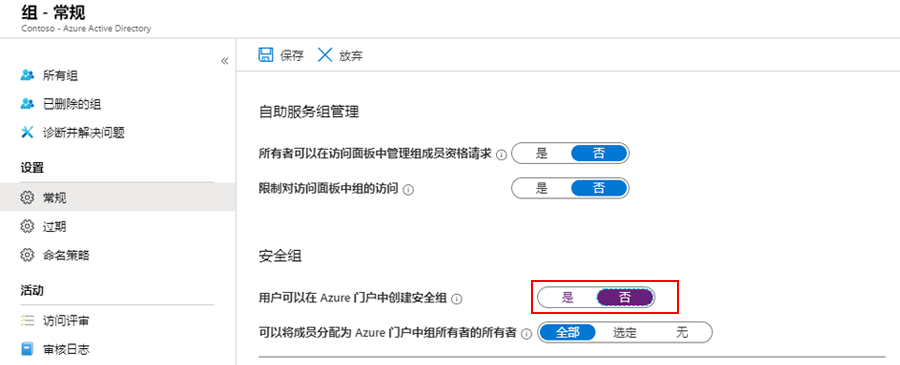 组 - 常规
Contoso - Azure Active Directory
«
所有组
已删除的组
诊断并解决问题
设置
常规
过期
命名策略
活动
访问评审
审核日志
保存 放弃
自助服务组管理
所有者可以在访问面板中管理组成员资格请求 是 否
限制对访问面板中组的访问 是 否
安全组
用户可以在 Azure 门户中创建安全组 是 否
可以将成员分配为 Azure 门户中组所有者的所有者 全部 选定 无